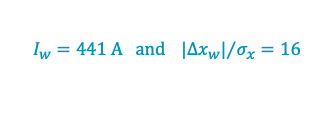 I_w = 441 A and |Δx_w|/σ_x = 16